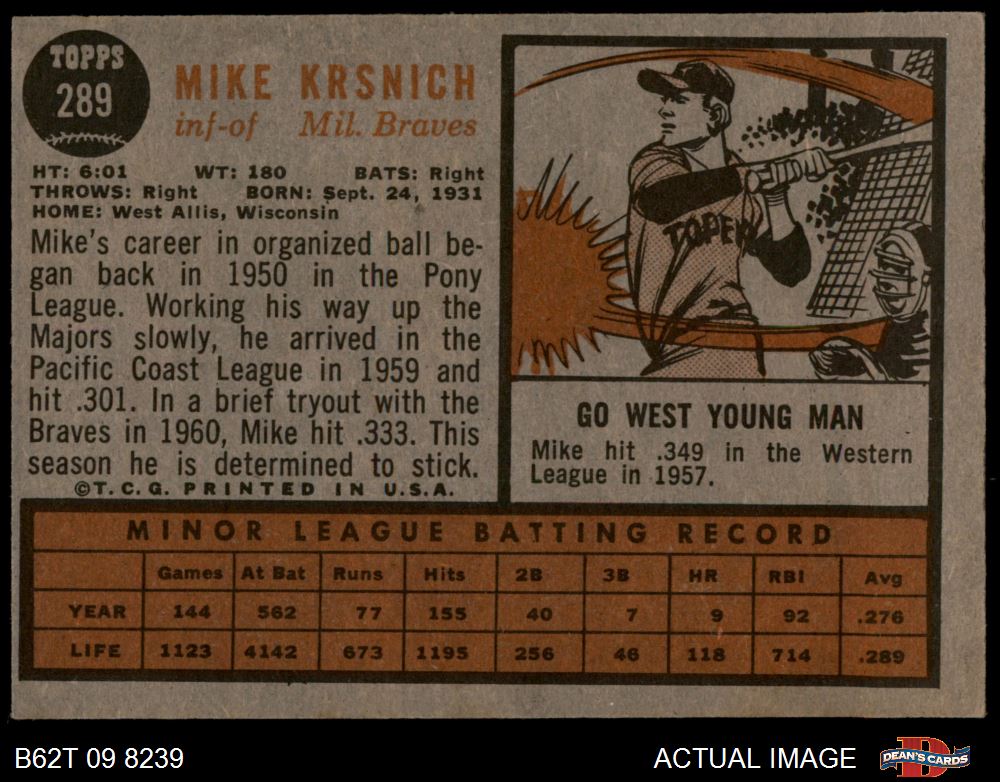 TOPPS
289
MIKE KRSNICH
inf-of Mil. Braves
HT: 6:01 WT: 180 BATS: Right
THROWS: Right BORN: Sept. 24, 1931
HOME: West Allis, Wisconsin
Mike's career in organized ball be-
gan back in 1950 in the Pony
League. Working his way up the
Majors slowly, he arrived in the
Pacific Coast League in 1959 and
hit .301. In a brief tryout with the
Braves in 1960, Mike hit .333. This
season he is determined to stick.
©T.C.G. PRINTED IN U.S.A.
TOPEK
GO WEST YOUNG MAN
Mike hit .349 in the Western
League in 1957.
MINOR LEAGUE BATTING RECORD
Games At Bat Runs Hits 2B 3B HR RBI Avg
YEAR 144 562 77 155 40 7 9 92 .276
LIFE 1123 4142 673 1195 256 46 118 714 .289
B62T 09 8239
ACTUAL IMAGE
DEAN'S CARDS